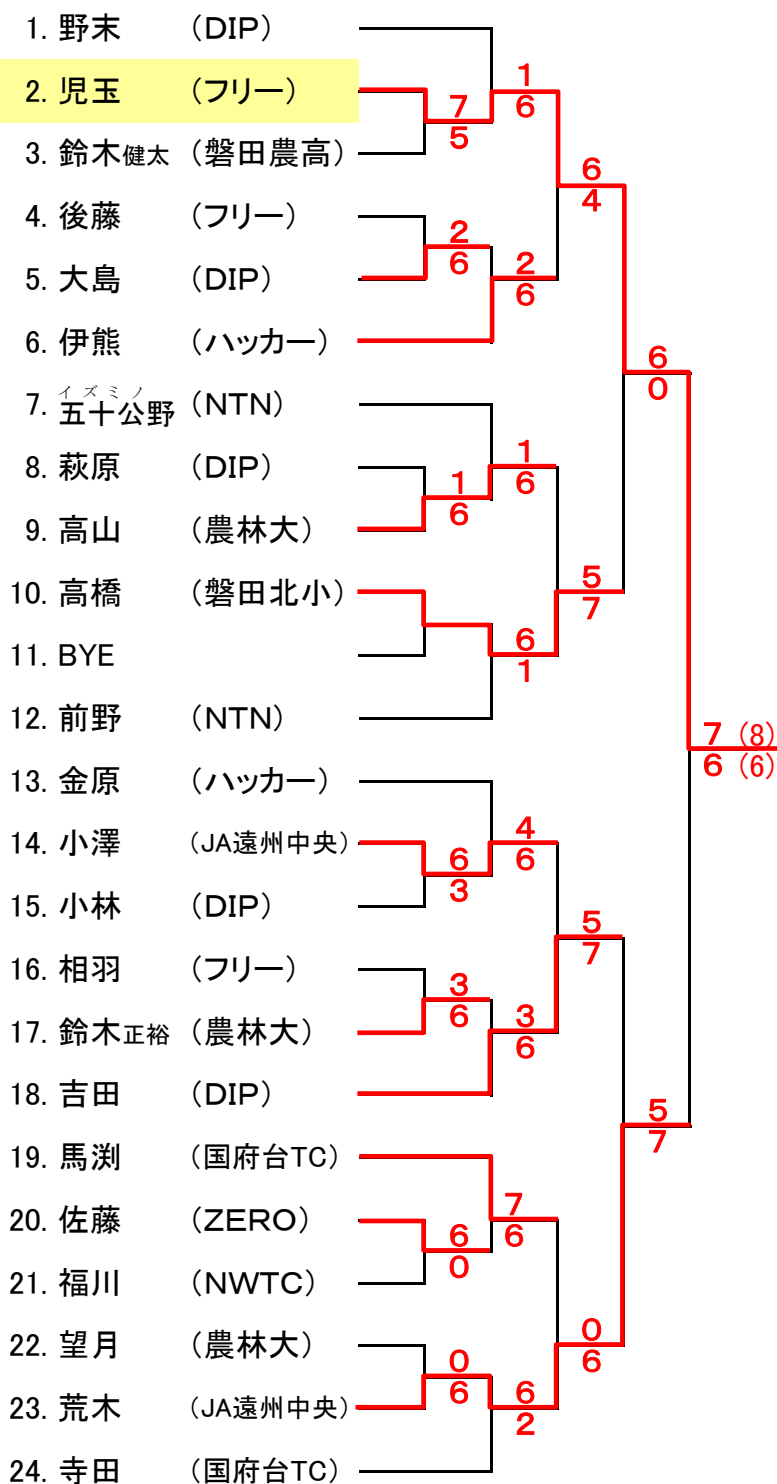 1. 野末 (DIP)
2. 児玉 (フリー)
3. 鈴木健太 (磐田農高)
4. 後藤 (フリー)
5. 大島 (DIP)
6. 伊熊 (ハッカー)
イズミノ
7. 五十公野 (NTN)
8. 萩原 (DIP)
9. 高山 (農林大)
10. 高橋 (磐田北小)
11. BYE
12. 前野 (NTN)
13. 金原 (ハッカー)
14. 小澤 (JA遠州中央)
15. 小林 (DIP)
16. 相羽 (フリー)
17. 鈴木正裕 (農林大)
18. 吉田 (DIP)
19. 馬渕 (国府台TC)
20. 佐藤 (ZERO)
21. 福川 (NWTC)
22. 望月 (農林大)
23. 荒木 (JA遠州中央)
24. 寺田 (国府台TC)
7
5
2
6
1
6
6
3
3
6
6
0
0
6
1
6
2
6
1
6
6
1
4
6
3
6
7
6
6
2
6
4
5
7
5
7
0
6
6
0
5
7
7 (8)
6 (6)